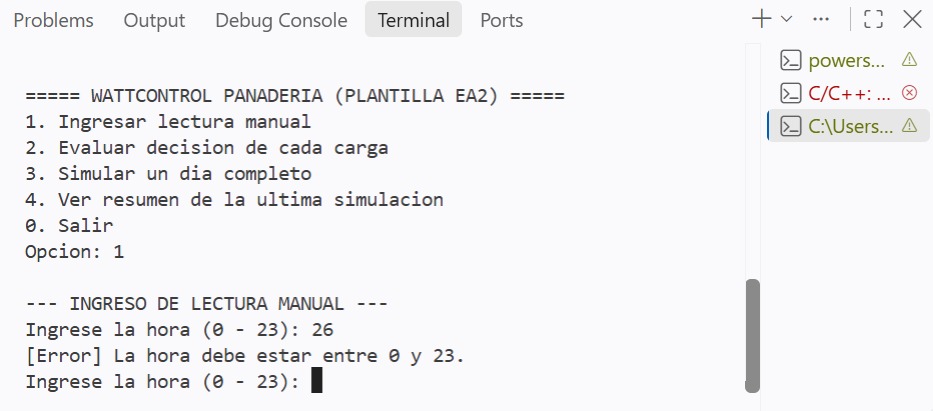 Problems Output Debug Console Terminal Ports
powers...
C/C++: ...
C:\Users...
===== WATTCONTROL PANADERIA (PLANTILLA EA2) =====
1. Ingresar lectura manual
2. Evaluar decision de cada carga
3. Simular un dia completo
4. Ver resumen de la ultima simulacion
0. Salir
Opcion: 1
--- INGRESO DE LECTURA MANUAL ---
Ingrese la hora (0 - 23): 26
[Error] La hora debe estar entre 0 y 23.
Ingrese la hora (0 - 23):